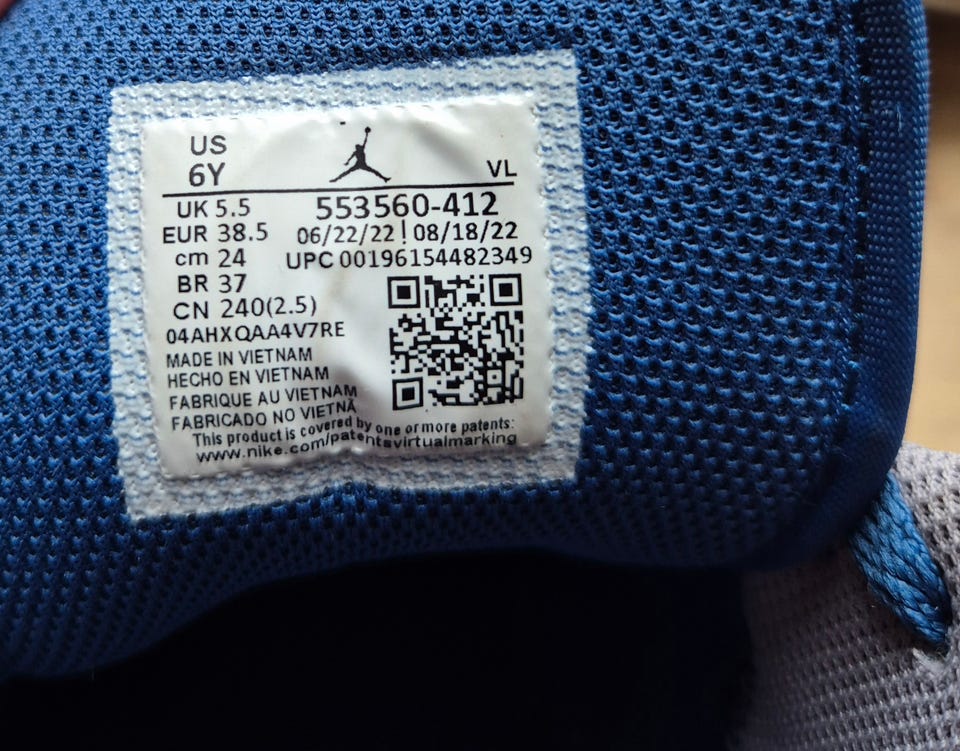 US
6Y
VL
UK 5.5
553560-412
EUR 38.5
06/22/22 | 08/18/22
cm 24
UPC 00196154482349
BR 37
CN 240(2.5)
04AHXQAA4V7RE
MADE IN VIETNAM
HECHO EN VIETNAM
FABRIQUE AU VIETNAM
FABRICADO NO VIETNÃ
This product is covered by one or more patents:
www.nike.com/patentsvirtualmarking